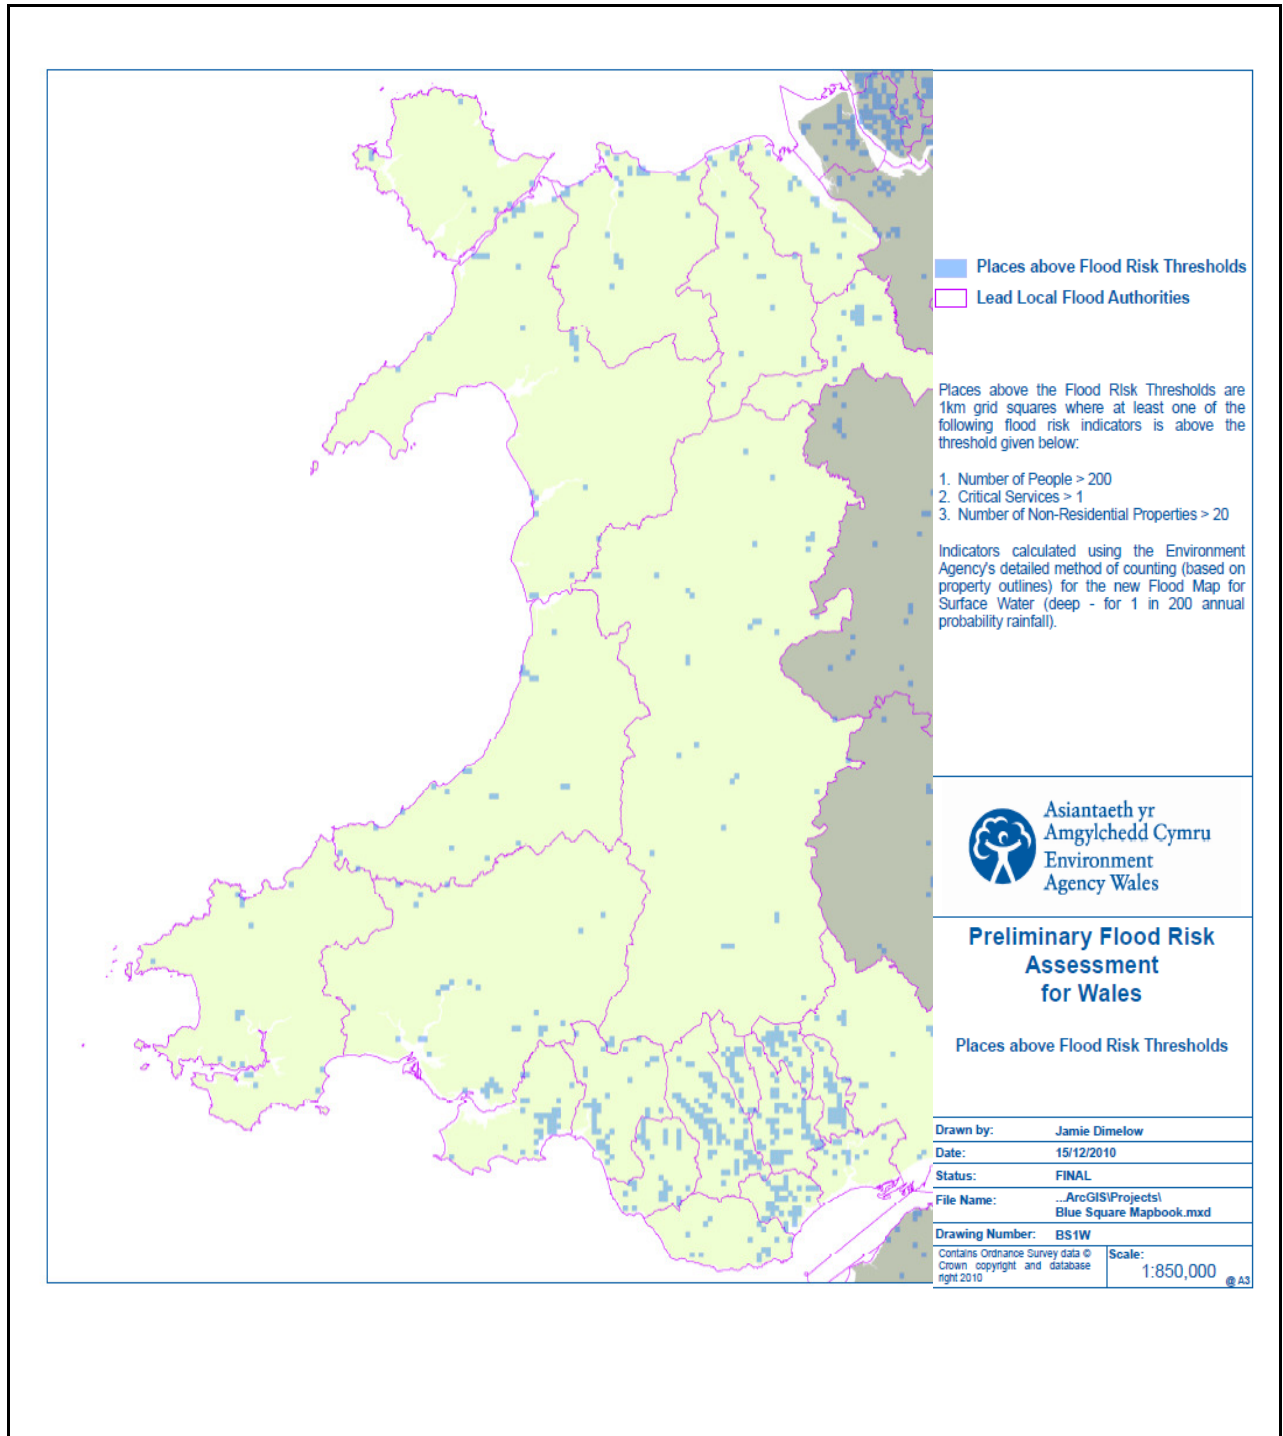 Places above Flood Risk Thresholds
Lead Local Flood Authorities
Places above the Flood RIsk Thresholds are
1km grid squares where at least one of the
following flood risk indicators is above the
threshold given below:
1. Number of People > 200
2. Critical Services > 1
3. Number of Non-Residential Properties > 20
Indicators calculated using the Environment
Agency's detailed method of counting (based on
property outlines) for the new Flood Map for
Surface Water (deep - for 1 in 200 annual
probability rainfall).
Asiantaeth yr
Amgylchedd Cymru
Environment
Agency Wales
Preliminary Flood Risk
Assessment
for Wales
Places above Flood Risk Thresholds
Drawn by: Jamie Dimelow
Date: 15/12/2010
Status: FINAL
File Name: ...ArcGIS\Projects\
Blue Square Mapbook.mxd
Drawing Number: BS1W
Contains Ordnance Survey data ©
Crown copyright and database
right 2010
Scale:
1:850,000 @ A3